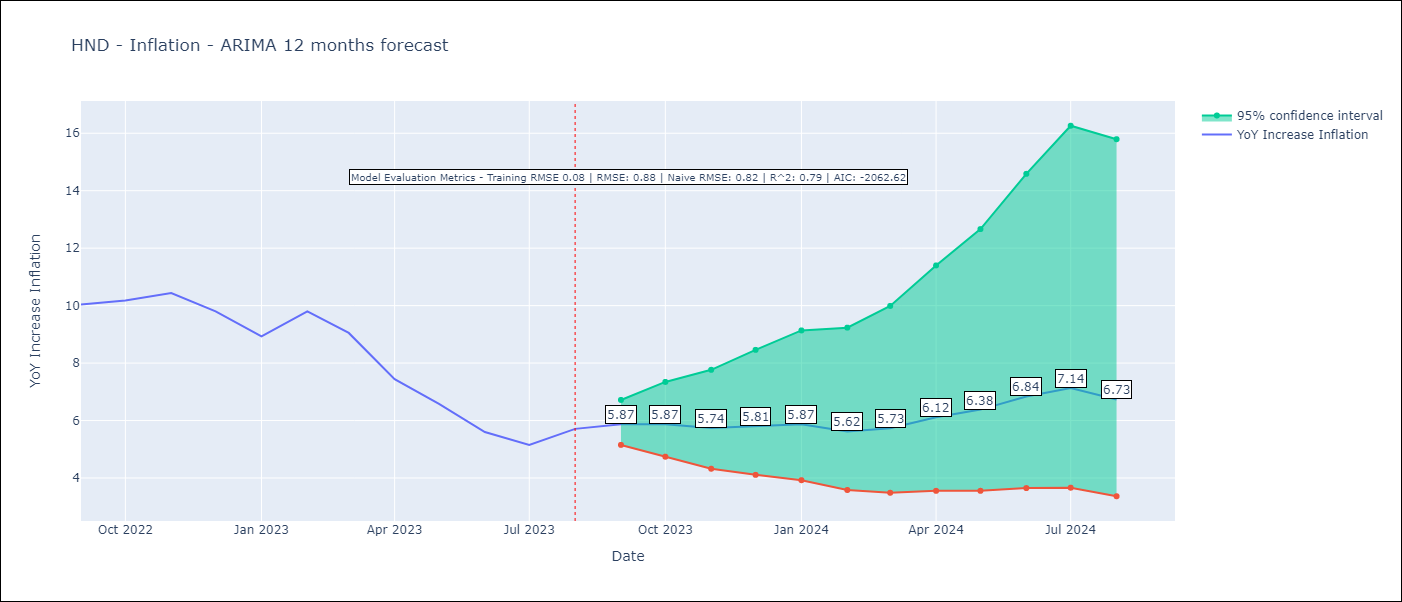 HND - Inflation - ARIMA 12 months forecast
95% confidence interval
YoY Increase Inflation
Model Evaluation Metrics - Training RMSE 0.08 | RMSE: 0.88 | Naive RMSE: 0.82 | R^2: 0.79 | AIC: -2062.62
YoY Increase Inflation
16
14
12
10
8
6
4
5.87
5.87
5.74
5.81
5.87
5.62
5.73
6.12
6.38
6.84
7.14
6.73
Oct 2022
Jan 2023
Apr 2023
Jul 2023
Oct 2023
Jan 2024
Apr 2024
Jul 2024
Date